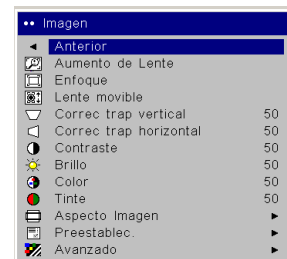 •• Imagen
Anterior
Aumento de Lente
Enfoque
Lente movible
Correc trap vertical 50
Correc trap horizontal 50
Contraste 50
Brillo 50
Color 50
Tinte 50
Aspecto Imagen
Preestablec.
Avanzado